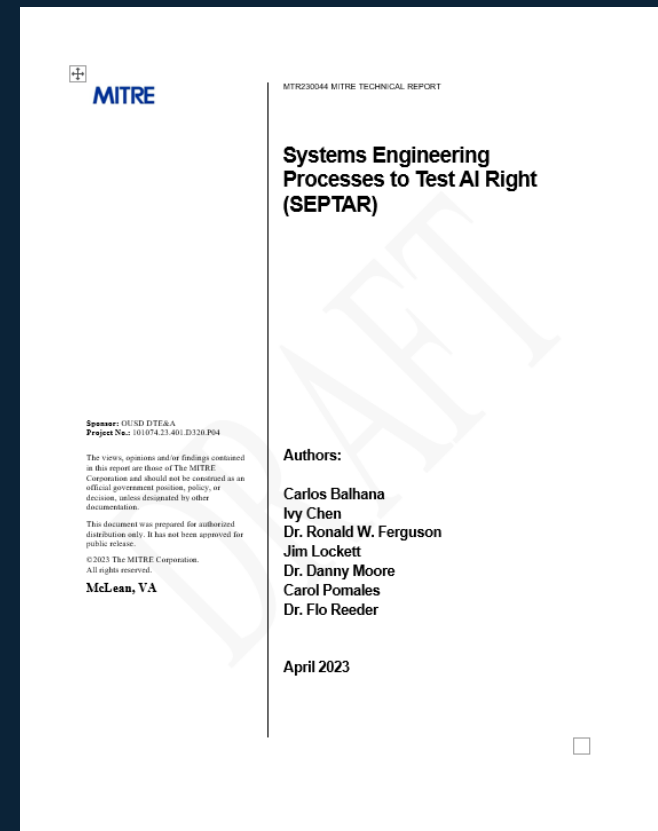 MITRE
MTR230044 MITRE TECHNICAL REPORT
Systems Engineering
Processes to Test AI Right
(SEPTAR)
DRAFT
Sponsor: OUSD DTE&A
Project No.: 101074.23.401.D320.P04
The views, opinions and/or findings contained
in this report are those of The MITRE
Corporation and should not be construed as an
official government position, policy, or
decision, unless designated by other
documentation.
This document was prepared for authorized
distribution only. It has not been approved for
public release.
©2023 The MITRE Corporation.
All rights reserved.
McLean, VA
Authors:
Carlos Balhana
Ivy Chen
Dr. Ronald W. Ferguson
Jim Lockett
Dr. Danny Moore
Carol Pomales
Dr. Flo Reeder
April 2023